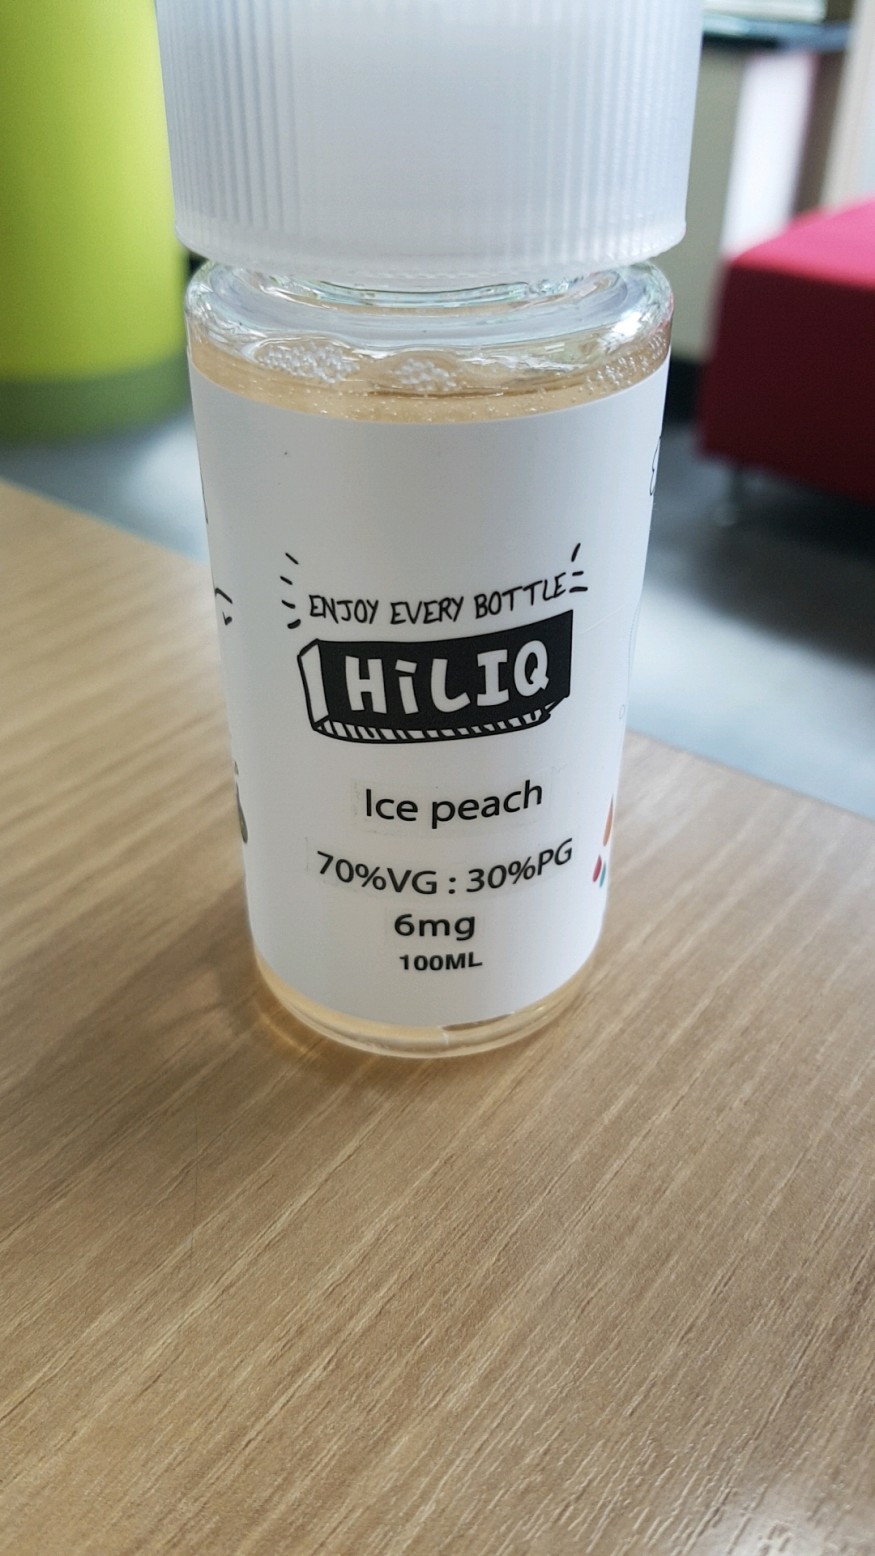 ENJOY EVERY BOTTLE
HiLIQ
Ice peach
70%VG : 30%PG
6mg
100ML